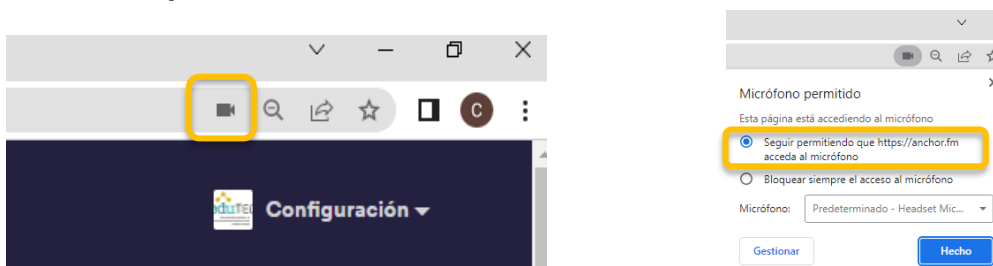 C
eduTEC
Configuración
Micrófono permitido
Esta página está accediendo al micrófono
Seguir permitiendo que https://anchor.fm
acceda al micrófono
Bloquear siempre el acceso al micrófono
Micrófono:
Predeterminado - Headset Mic...
Gestionar
Hecho